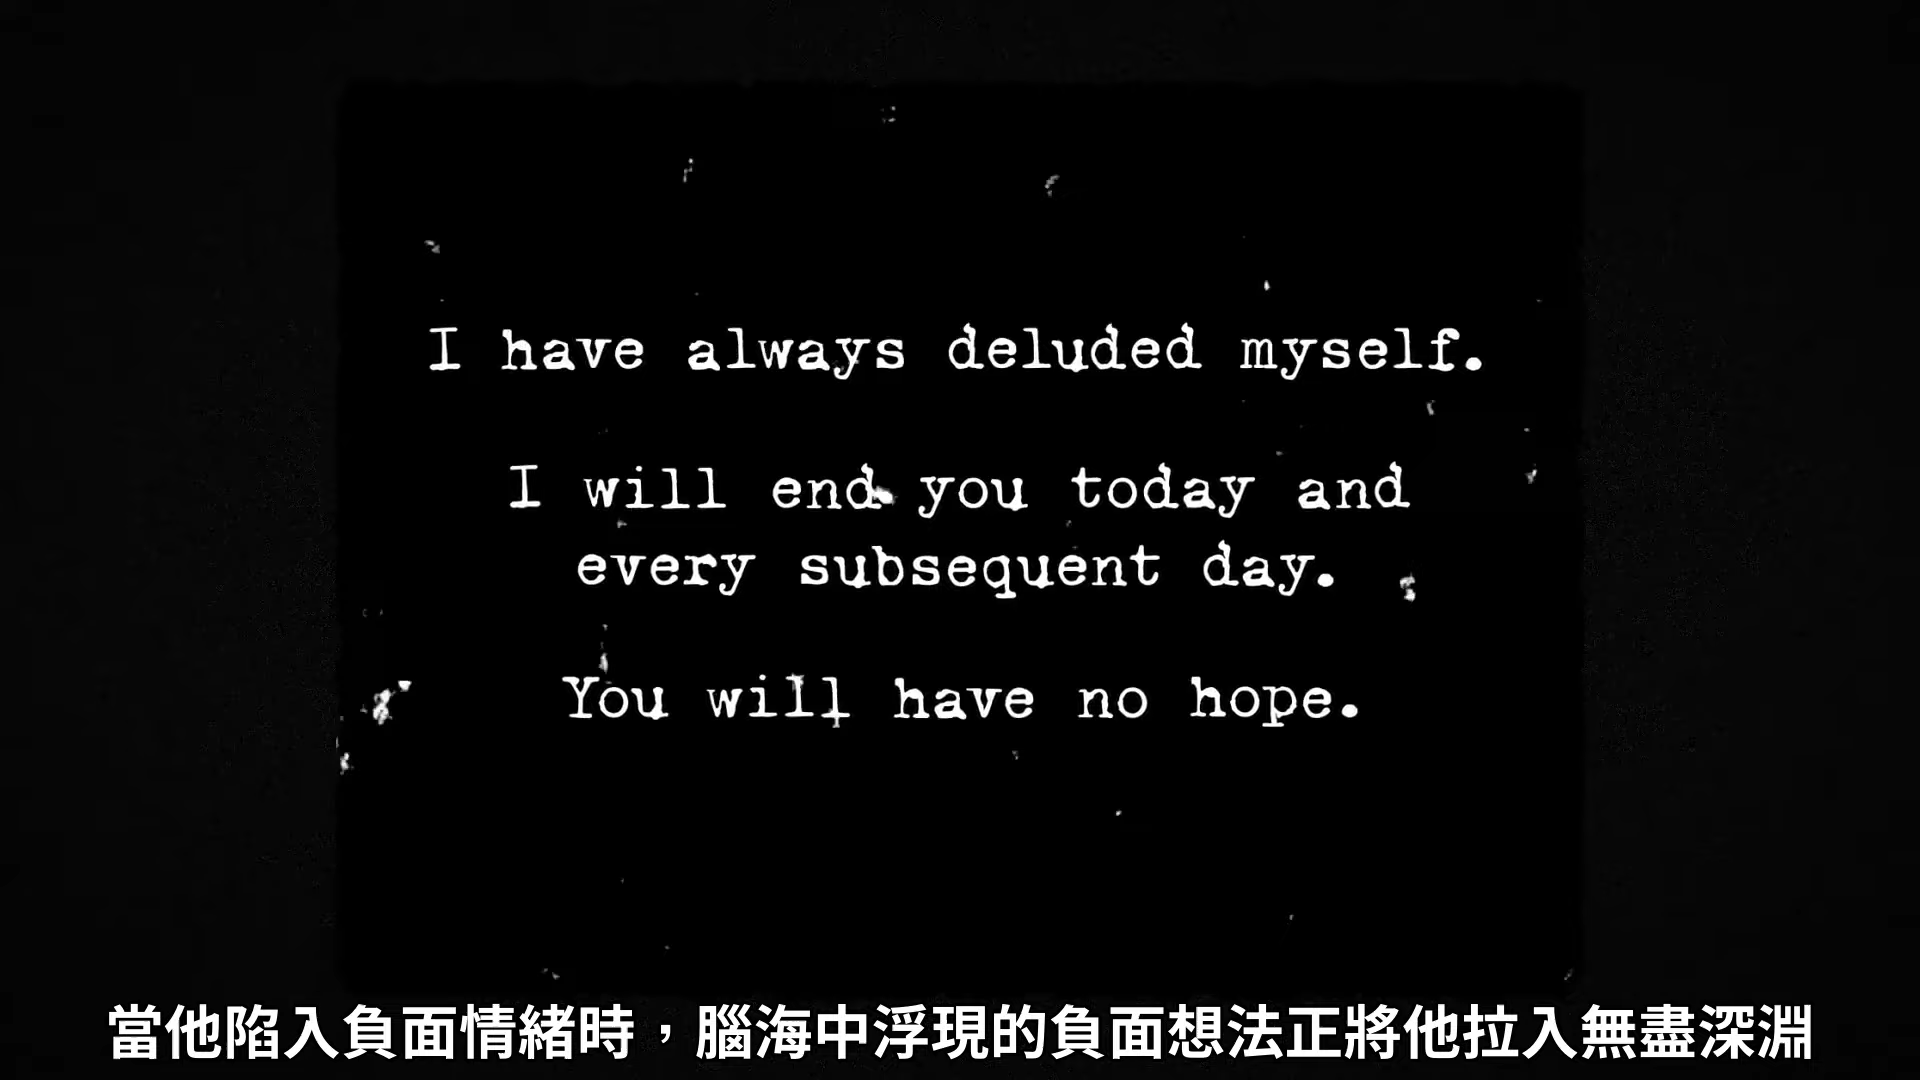 I have always deluded myself.
I will end you today and
every subsequent day.
You will have no hope.
當他陷入負面情緒時，腦海中浮現的負面想法正將他拉入無盡深淵